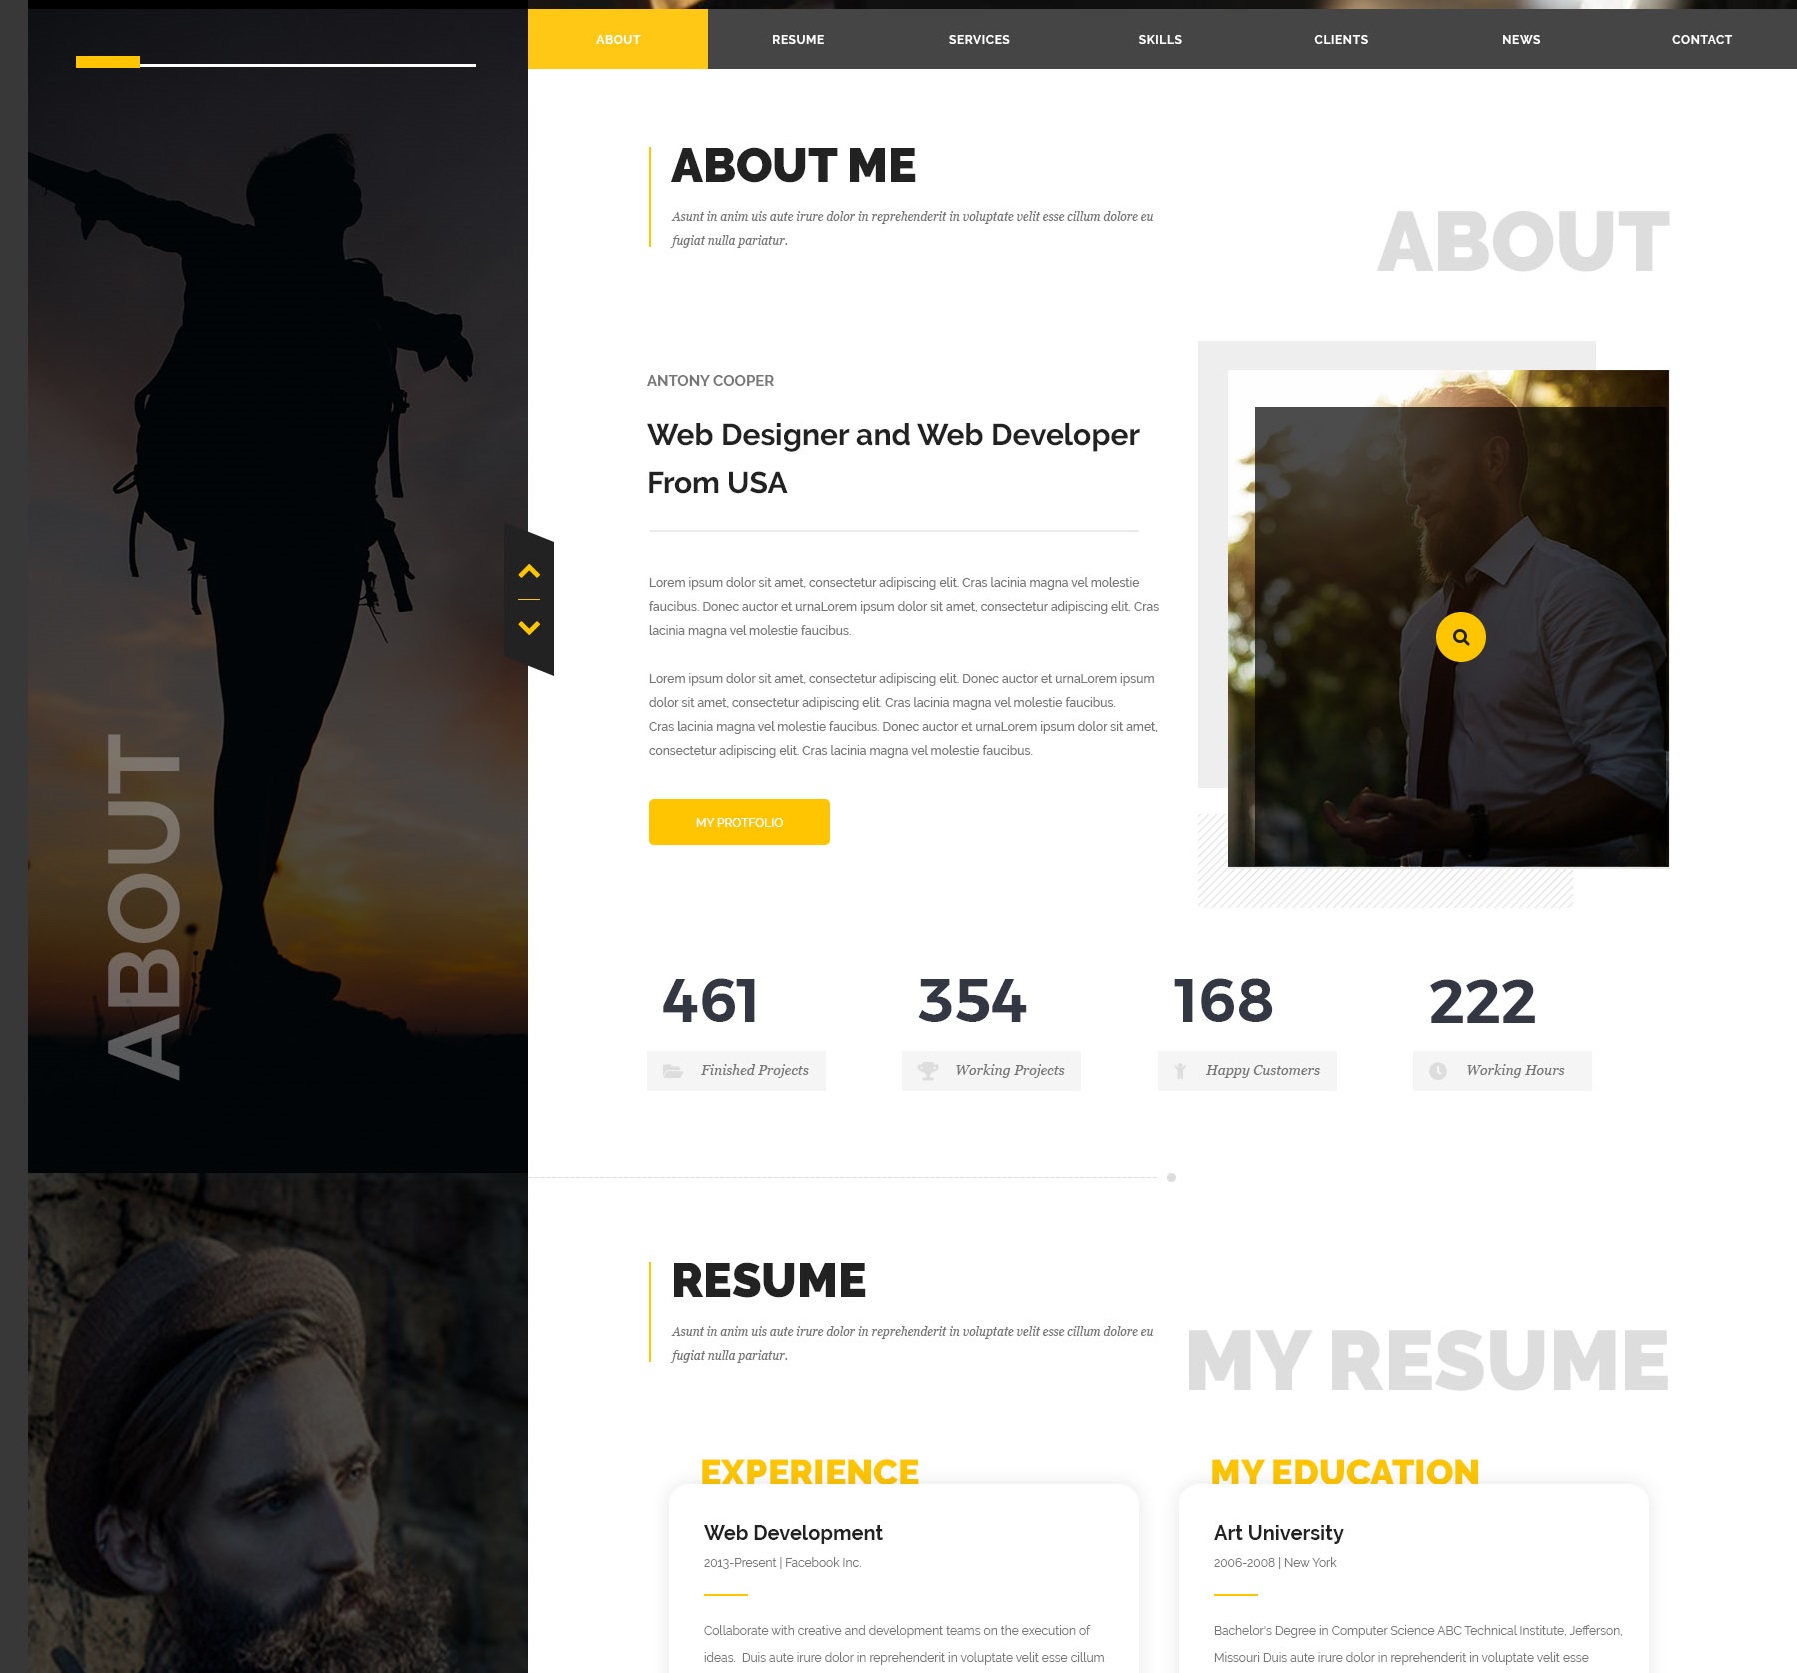 ABOUT
RESUME
SERVICES
SKILLS
CLIENTS
NEWS
CONTACT
ABOUT ME
Asunt in anim uis aute irure dolor in reprehenderit in voluptate velit esse cillum dolore eu
fugiat nulla pariatur.
ABOUT
ANTONY COOPER
Web Designer and Web Developer
From USA
Lorem ipsum dolor sit amet, consectetur adipiscing elit. Cras lacinia magna vel molestie
faucibus. Donec auctor et urnaLorem ipsum dolor sit amet, consectetur adipiscing elit. Cras
lacinia magna vel molestie faucibus.
Lorem ipsum dolor sit amet, consectetur adipiscing elit. Donec auctor et urnaLorem ipsum
dolor sit amet, consectetur adipiscing elit. Cras lacinia magna vel molestie faucibus.
Cras lacinia magna vel molestie faucibus. Donec auctor et urnaLorem ipsum dolor sit amet,
consectetur adipiscing elit. Cras lacinia magna vel molestie faucibus.
MY PROTFOLIO
ABOUT
461
Finished Projects
354
Working Projects
168
Happy Customers
222
Working Hours
RESUME
Asunt in anim uis aute irure dolor in reprehenderit in voluptate velit esse cillum dolore eu
fugiat nulla pariatur.
MY RESUME
EXPERIENCE
Web Development
2013-Present | Facebook Inc.
Collaborate with creative and development teams on the execution of
ideas. Duis aute irure dolor in reprehenderit in voluptate velit esse cillum
MY EDUCATION
Art University
2006-2008 | New York
Bachelor's Degree in Computer Science ABC Technical Institute, Jefferson,
Missouri Duis aute irure dolor in reprehenderit in voluptate velit esse